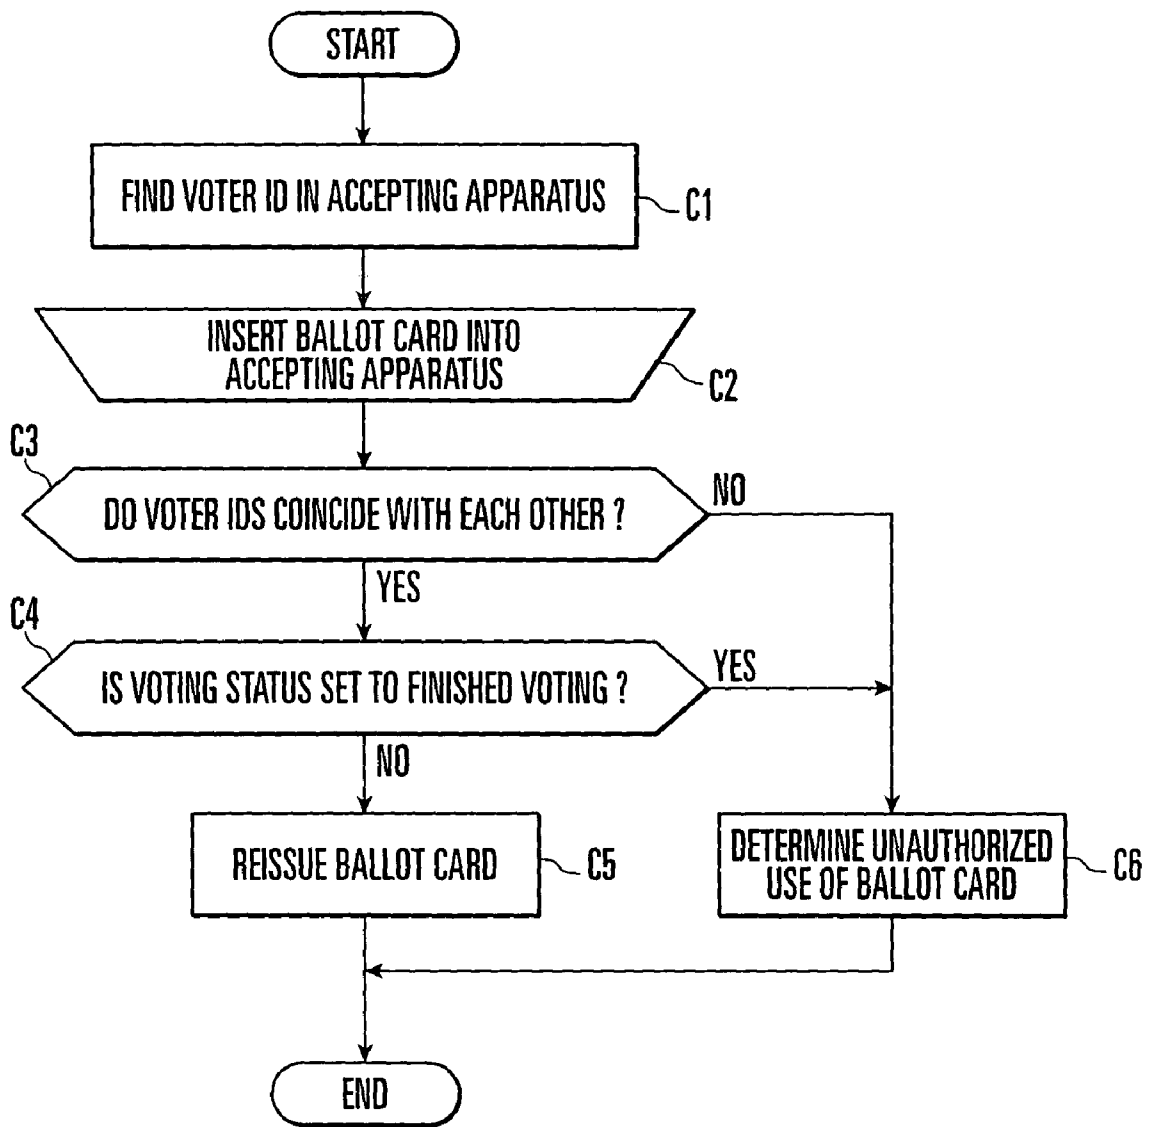 START
FIND VOTER ID IN ACCEPTING APPARATUS
C1
INSERT BALLOT CARD INTO
ACCEPTING APPARATUS
C2
C3
DO VOTER IDS COINCIDE WITH EACH OTHER ?
NO
YES
C4
IS VOTING STATUS SET TO FINISHED VOTING ?
YES
NO
REISSUE BALLOT CARD
C5
DETERMINE UNAUTHORIZED
USE OF BALLOT CARD
C6
END